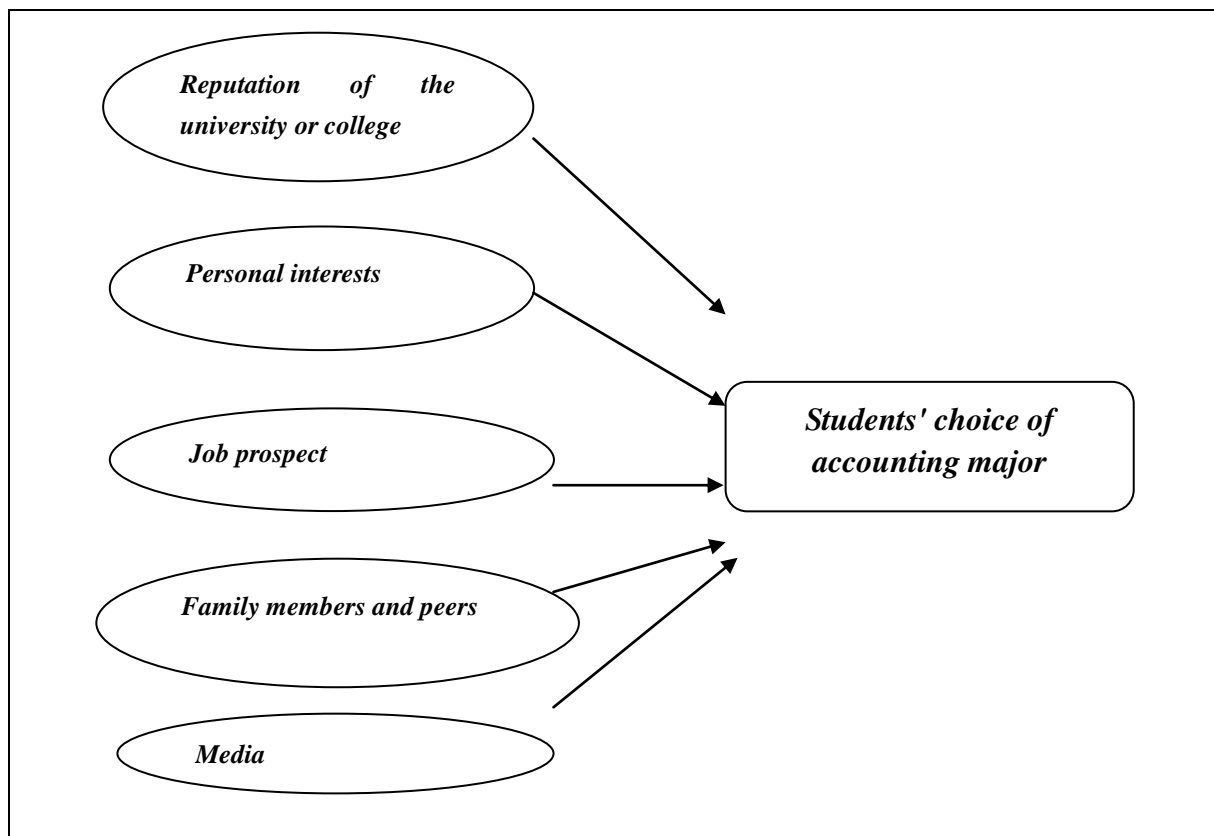 Reputation of the
university or college
Personal interests
Job prospect
Students' choice of
accounting major
Family members and peers
Media